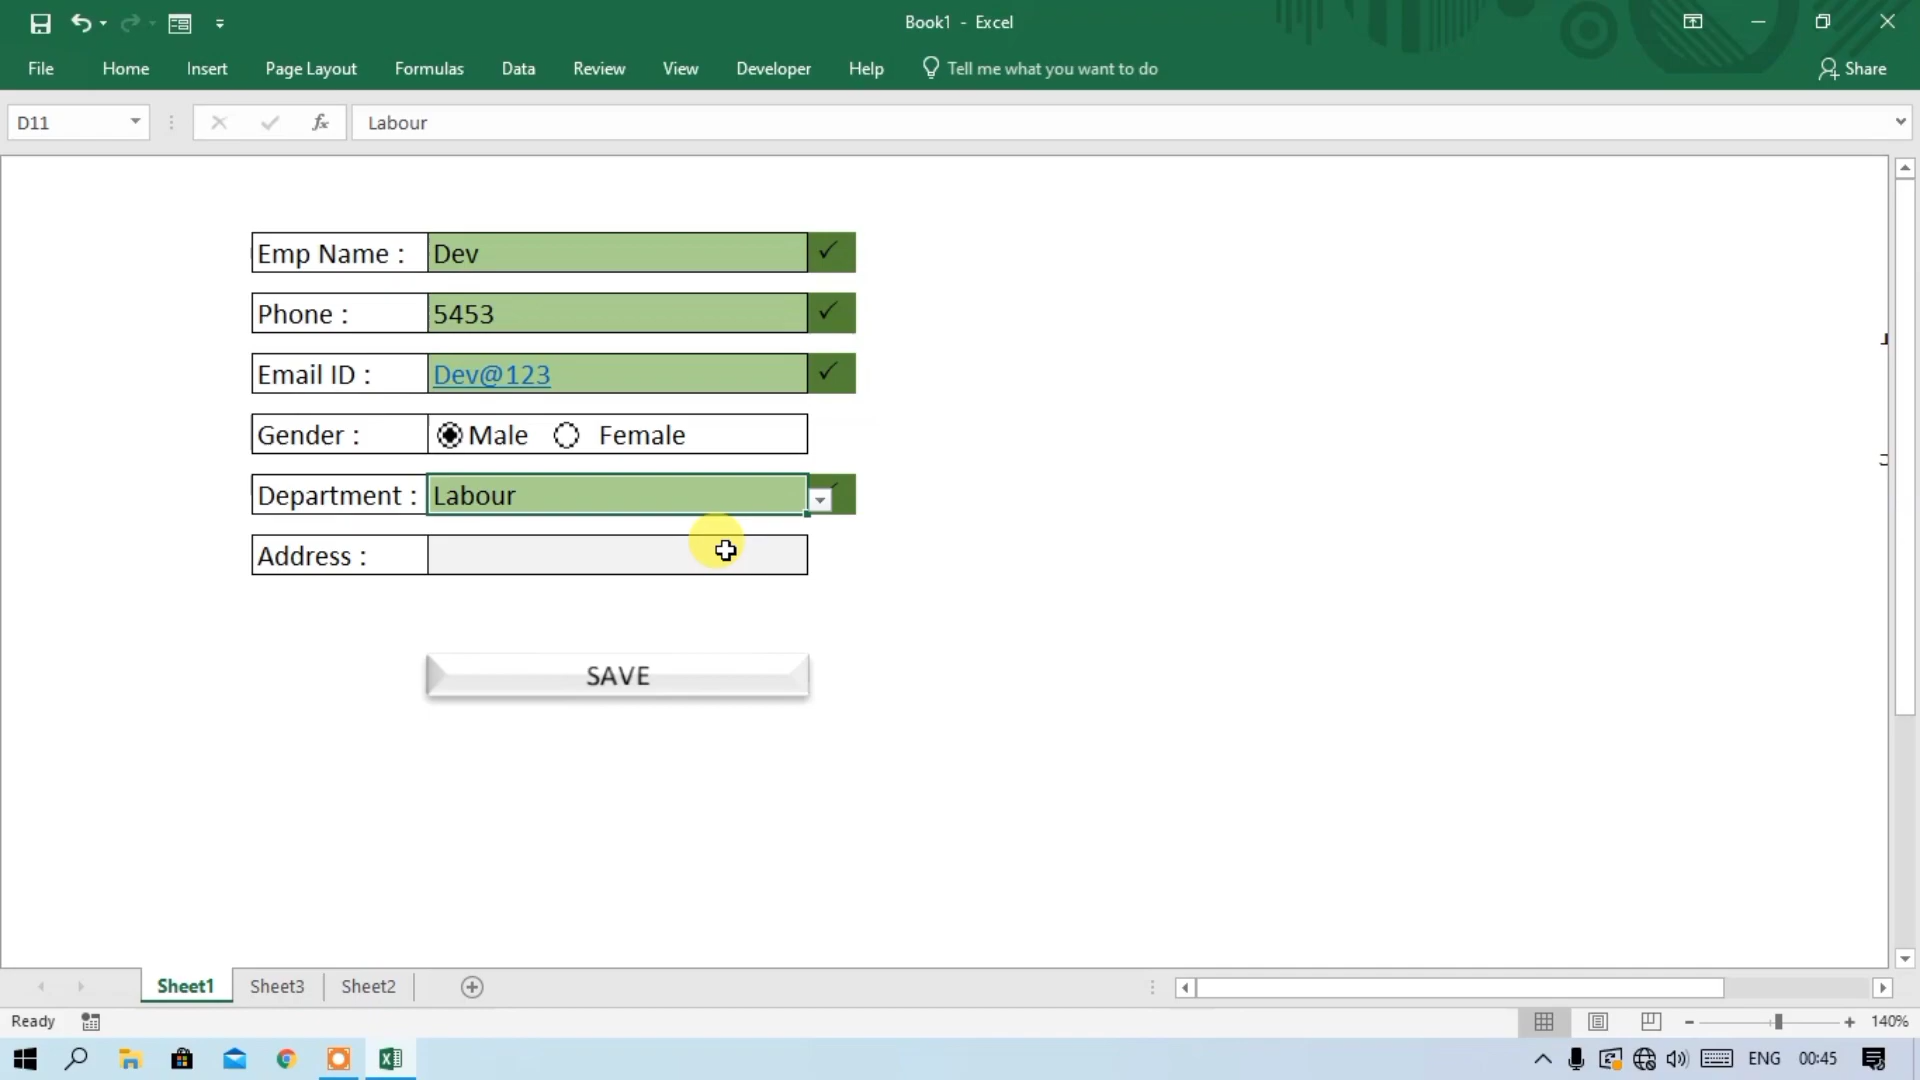 Book1 - Excel
File Home Insert Page Layout Formulas Data Review View Developer Help Tell me what you want to do Share
D11 fx Labour
Emp Name : Dev ✓
Phone : 5453 ✓
Email ID : Dev@123 ✓
Gender : Male Female
Department : Labour
Address :
SAVE
Sheet1 Sheet3 Sheet2
Ready 140%
ENG 00:45